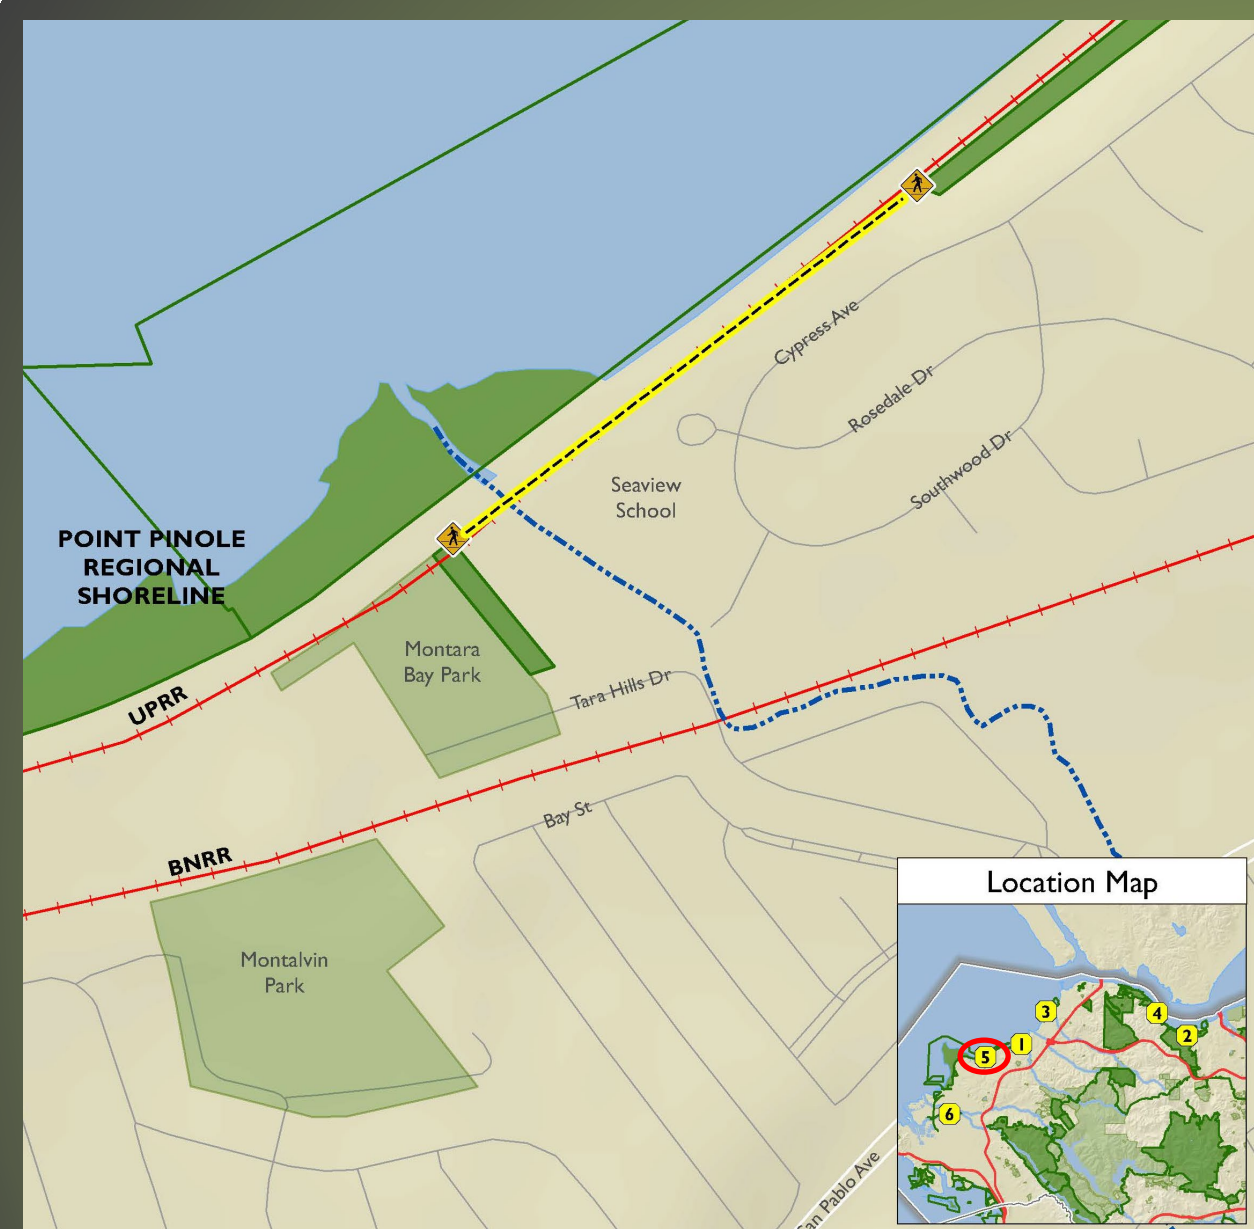 Cypress Ave
Rosedale Dr
Southwood Dr
Seaview
School
POINT PINOLE
REGIONAL
SHORELINE
Montara
Bay Park
Tara Hills Dr
UPRR
Bay St
BNRR
Montalvin
Park
San Pablo Ave
Location Map
3
4
2
1
5
6